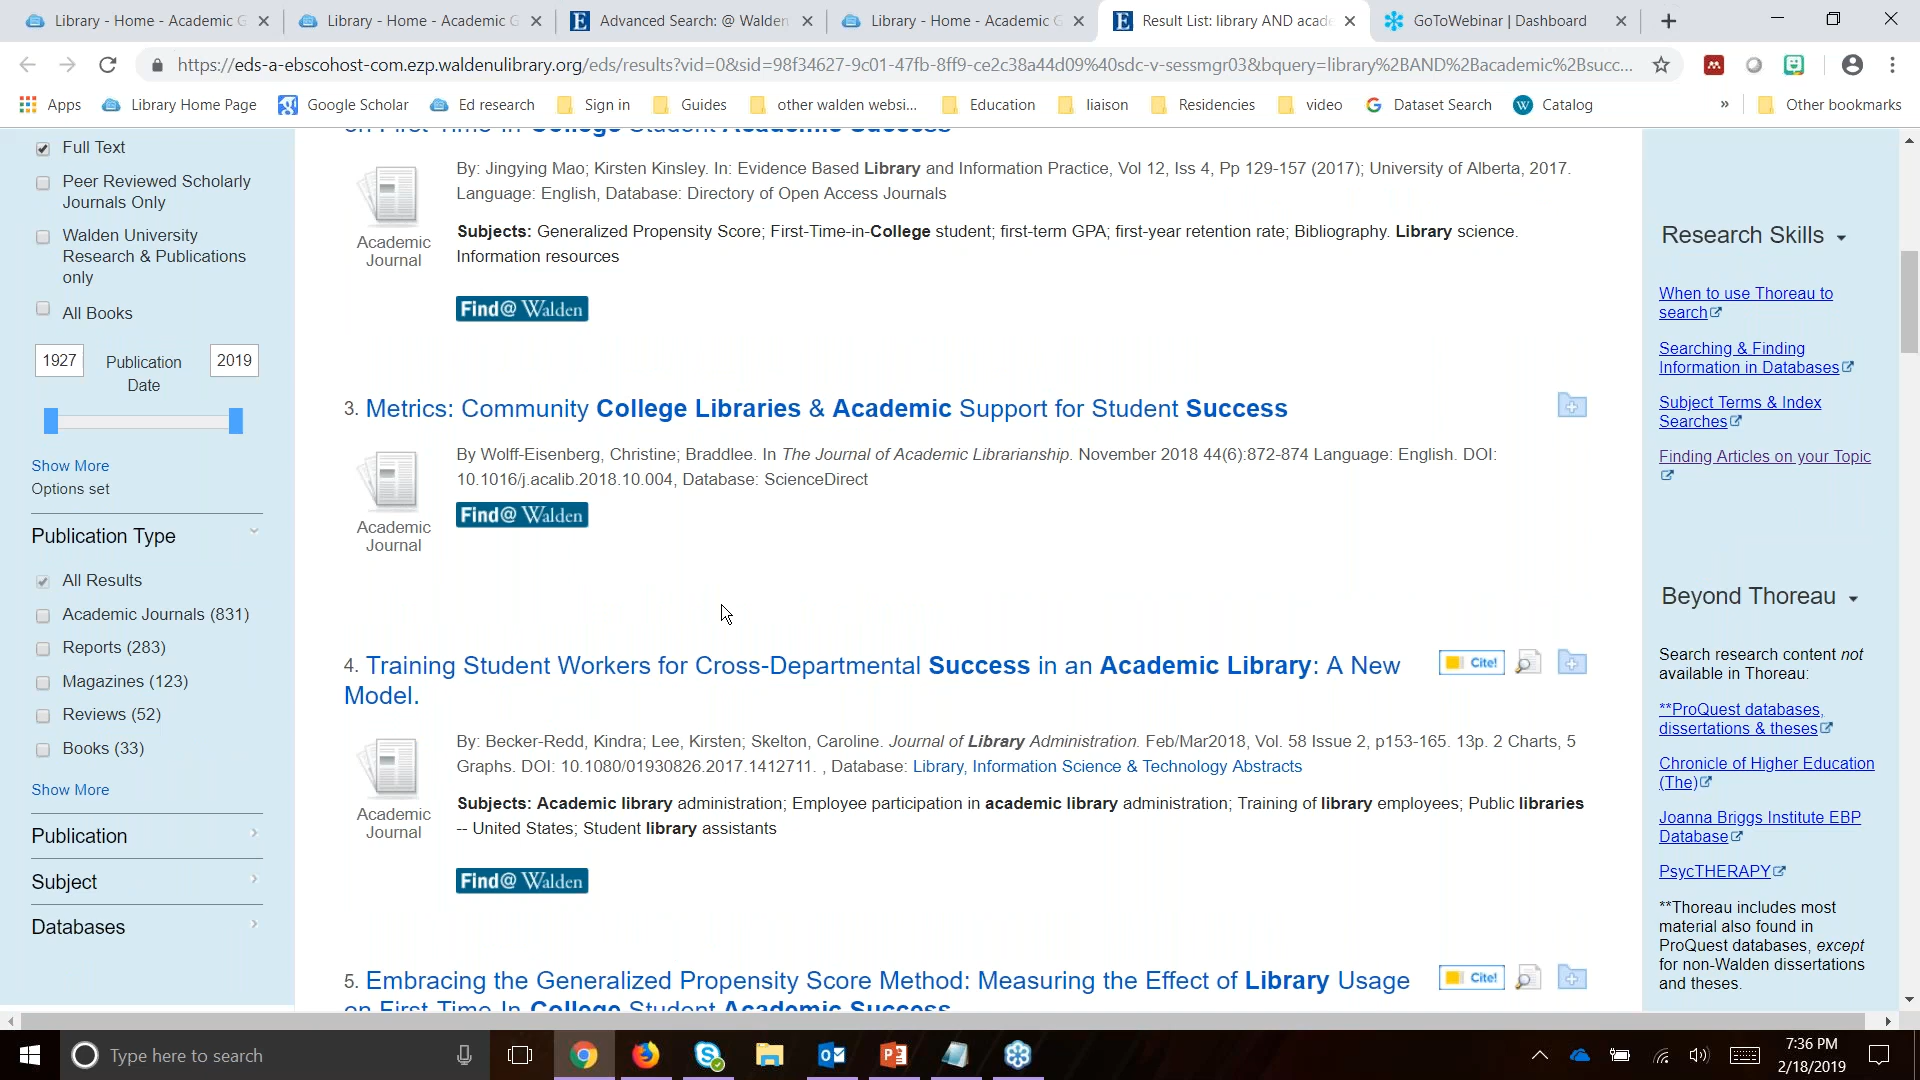 Library - Home - Academic G
Library - Home - Academic G
Advanced Search: @ Walden
Library - Home - Academic G
Result List: library AND acade
GoToWebinar | Dashboard
https://eds-a-ebscohost-com.ezp.waldenulibrary.org/eds/results?vid=0&sid=98f34627-9c01-47fb-8ff9-ce2c38a44d09%40sdc-v-sessmgr03&bquery=library%2BAND%2Bacademic%2Bsucc...
Apps
Library Home Page
Google Scholar
Ed research
Sign in
Guides
other walden websi...
Education
liaison
Residencies
video
Dataset Search
Catalog
»
Other bookmarks
Full Text
Peer Reviewed Scholarly
Journals Only
Walden University
Research & Publications
only
All Books
1927
Publication
Date
2019
Show More
Options set
Publication Type
All Results
Academic Journals (831)
Reports (283)
Magazines (123)
Reviews (52)
Books (33)
Show More
Publication
Subject
Databases
on First-Time-In-College Student Academic Success
Academic
Journal
By: Jingying Mao; Kirsten Kinsley. In: Evidence Based Library and Information Practice, Vol 12, Iss 4, Pp 129-157 (2017); University of Alberta, 2017.
Language: English, Database: Directory of Open Access Journals
Subjects: Generalized Propensity Score; First-Time-in-College student; first-term GPA; first-year retention rate; Bibliography. Library science.
Information resources
Find@ Walden
3. Metrics: Community College Libraries & Academic Support for Student Success
Academic
Journal
By Wolff-Eisenberg, Christine; Braddlee. In The Journal of Academic Librarianship. November 2018 44(6):872-874 Language: English. DOI:
10.1016/j.acalib.2018.10.004, Database: ScienceDirect
Find@ Walden
4. Training Student Workers for Cross-Departmental Success in an Academic Library: A New
Model.
Cite!
Academic
Journal
By: Becker-Redd, Kindra; Lee, Kirsten; Skelton, Caroline. Journal of Library Administration. Feb/Mar2018, Vol. 58 Issue 2, p153-165. 13p. 2 Charts, 5
Graphs. DOI: 10.1080/01930826.2017.1412711. , Database: Library, Information Science & Technology Abstracts
Subjects: Academic library administration; Employee participation in academic library administration; Training of library employees; Public libraries
-- United States; Student library assistants
Find@ Walden
5. Embracing the Generalized Propensity Score Method: Measuring the Effect of Library Usage
on First-Time-In-College Student Academic Success
Cite!
Research Skills
When to use Thoreau to
search
Searching & Finding
Information in Databases
Subject Terms & Index
Searches
Finding Articles on your Topic
Beyond Thoreau
Search research content not
available in Thoreau:
**ProQuest databases,
dissertations & theses
Chronicle of Higher Education
(The)
Joanna Briggs Institute EBP
Database
PsycTHERAPY
**Thoreau includes most
material also found in
ProQuest databases, except
for non-Walden dissertations
and theses.
Type here to search
7:36 PM
2/18/2019